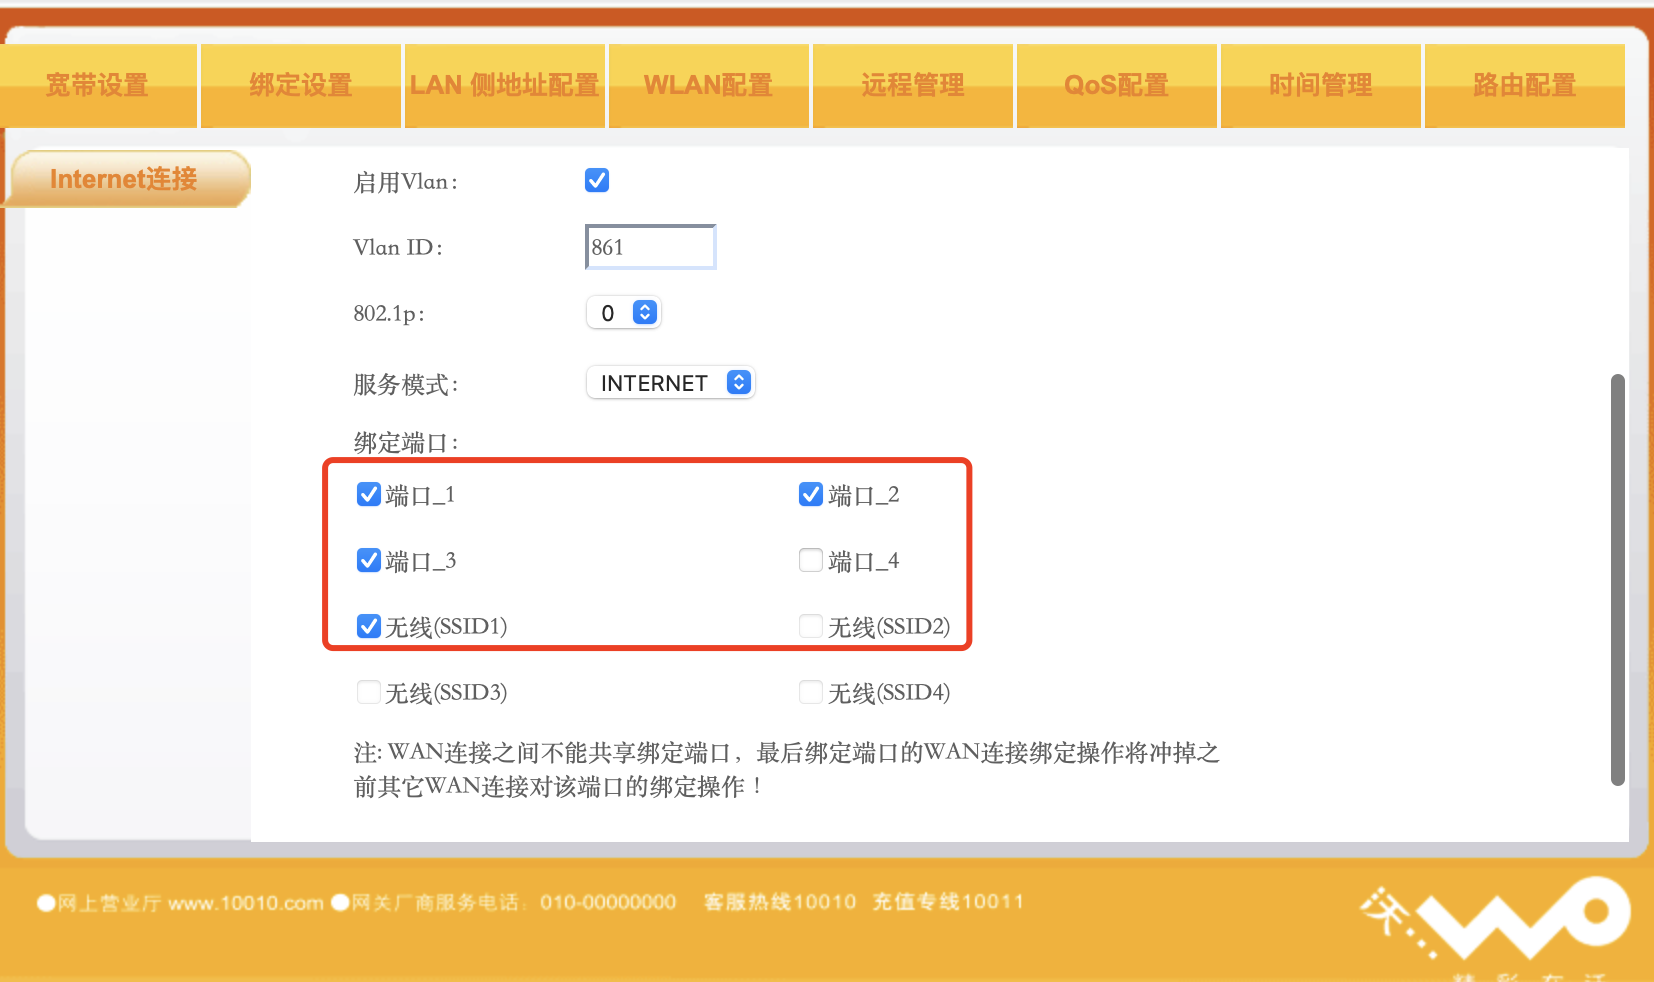 宽带设置 绑定设置 LAN 侧地址配置 WLAN配置 远程管理 QoS配置 时间管理 路由配置
Internet连接
启用Vlan:
Vlan ID:
861
802.1p:
0
服务模式:
INTERNET
绑定端口:
端口_1 端口_2
端口_3 端口_4
无线(SSID1) 无线(SSID2)
无线(SSID3) 无线(SSID4)
注: WAN连接之间不能共享绑定端口，最后绑定端口的WAN连接绑定操作将冲掉之
前其它WAN连接对该端口的绑定操作！
●网上营业厅 www.10010.com ●网关厂商服务电话: 010-00000000 客服热线10010 充值专线10011
沃...
WO